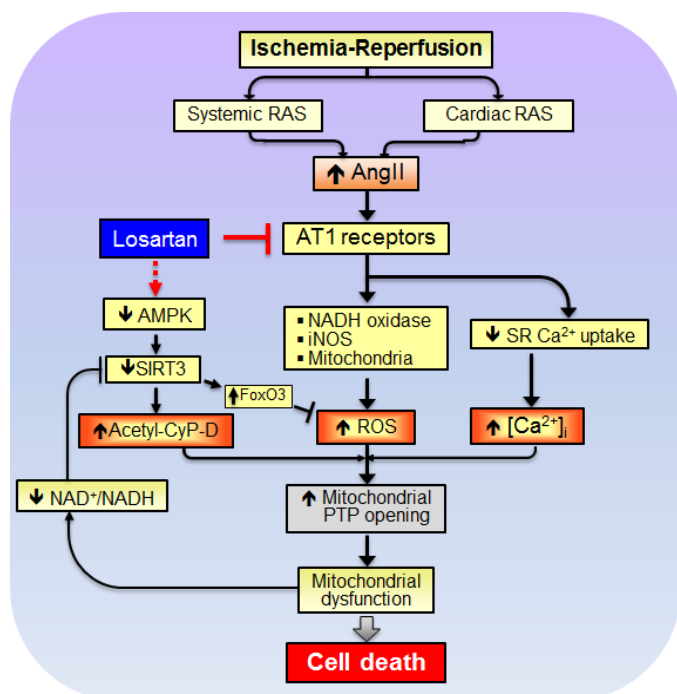 Ischemia-Reperfusion
Systemic RAS
Cardiac RAS
↑ AngII
Losartan
AT1 receptors
↓ AMPK
▪ NADH oxidase
▪ iNOS
▪ Mitochondria
↓ SR Ca²⁺ uptake
↓SIRT3
↑FoxO3
↑Acetyl-CyP-D
↑ ROS
↑ [Ca²⁺]ᵢ
↓ NAD⁺/NADH
↑ Mitochondrial
PTP opening
Mitochondrial
dysfunction
Cell death